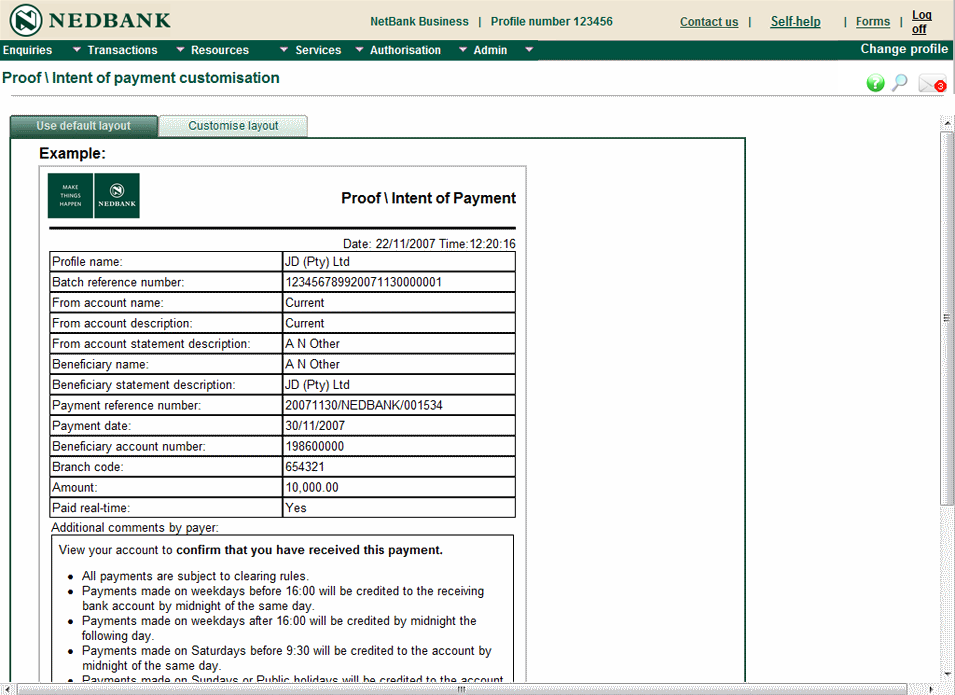 NEDBANK
NetBank Business | Profile number 123456
Contact us | Self-help | Forms | Log off
Enquiries Transactions Resources Services Authorisation Admin
Change profile
Proof \ Intent of payment customisation
? 3
Use default layout Customise layout
Example:
MAKE
THINGS
HAPPEN
NEDBANK
Proof \ Intent of Payment
Date: 22/11/2007 Time:12:20:16
Profile name: JD (Pty) Ltd
Batch reference number: 123456789920071130000001
From account name: Current
From account description: Current
From account statement description: A N Other
Beneficiary name: A N Other
Beneficiary statement description: JD (Pty) Ltd
Payment reference number: 20071130/NEDBANK/001534
Payment date: 30/11/2007
Beneficiary account number: 198600000
Branch code: 654321
Amount: 10,000.00
Paid real-time: Yes
Additional comments by payer:
View your account to confirm that you have received this payment.
• All payments are subject to clearing rules.
• Payments made on weekdays before 16:00 will be credited to the receiving
bank account by midnight of the same day.
• Payments made on weekdays after 16:00 will be credited by midnight the
following day.
• Payments made on Saturdays before 9:30 will be credited to the account by
midnight of the same day.
• Payments made on Sundays or Public holidays will be credited to the account